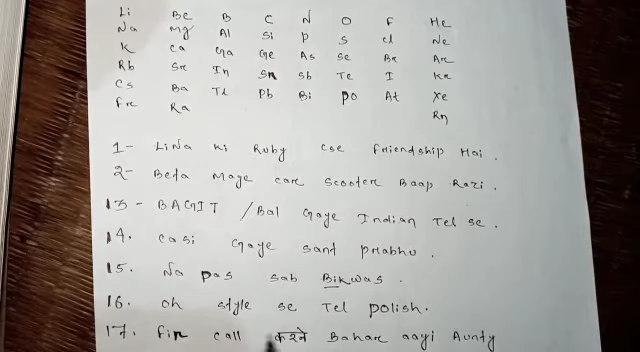 Li Be B C N O F He
Na Mg Al Si P S Cl Ne
K Ca Ga Ge As Se Br Ar
Rb Sr In Sn Sb Te I Kr
Cs Ba Tl Pb Bi Po At Xe
Fr Ra Rn
1- LiNa ki Ruby Cse Friendship Hai.
2- Beta Mage Car Scooter Baap Razi.
13- BAGIT / Bal Gaye Indian Tel se.
14. Casi Gaye sant prabhu.
15. Na pas sab Bikwas.
16. Oh style se Tel polish.
17. Fir call करने Bahar aayi Aunty